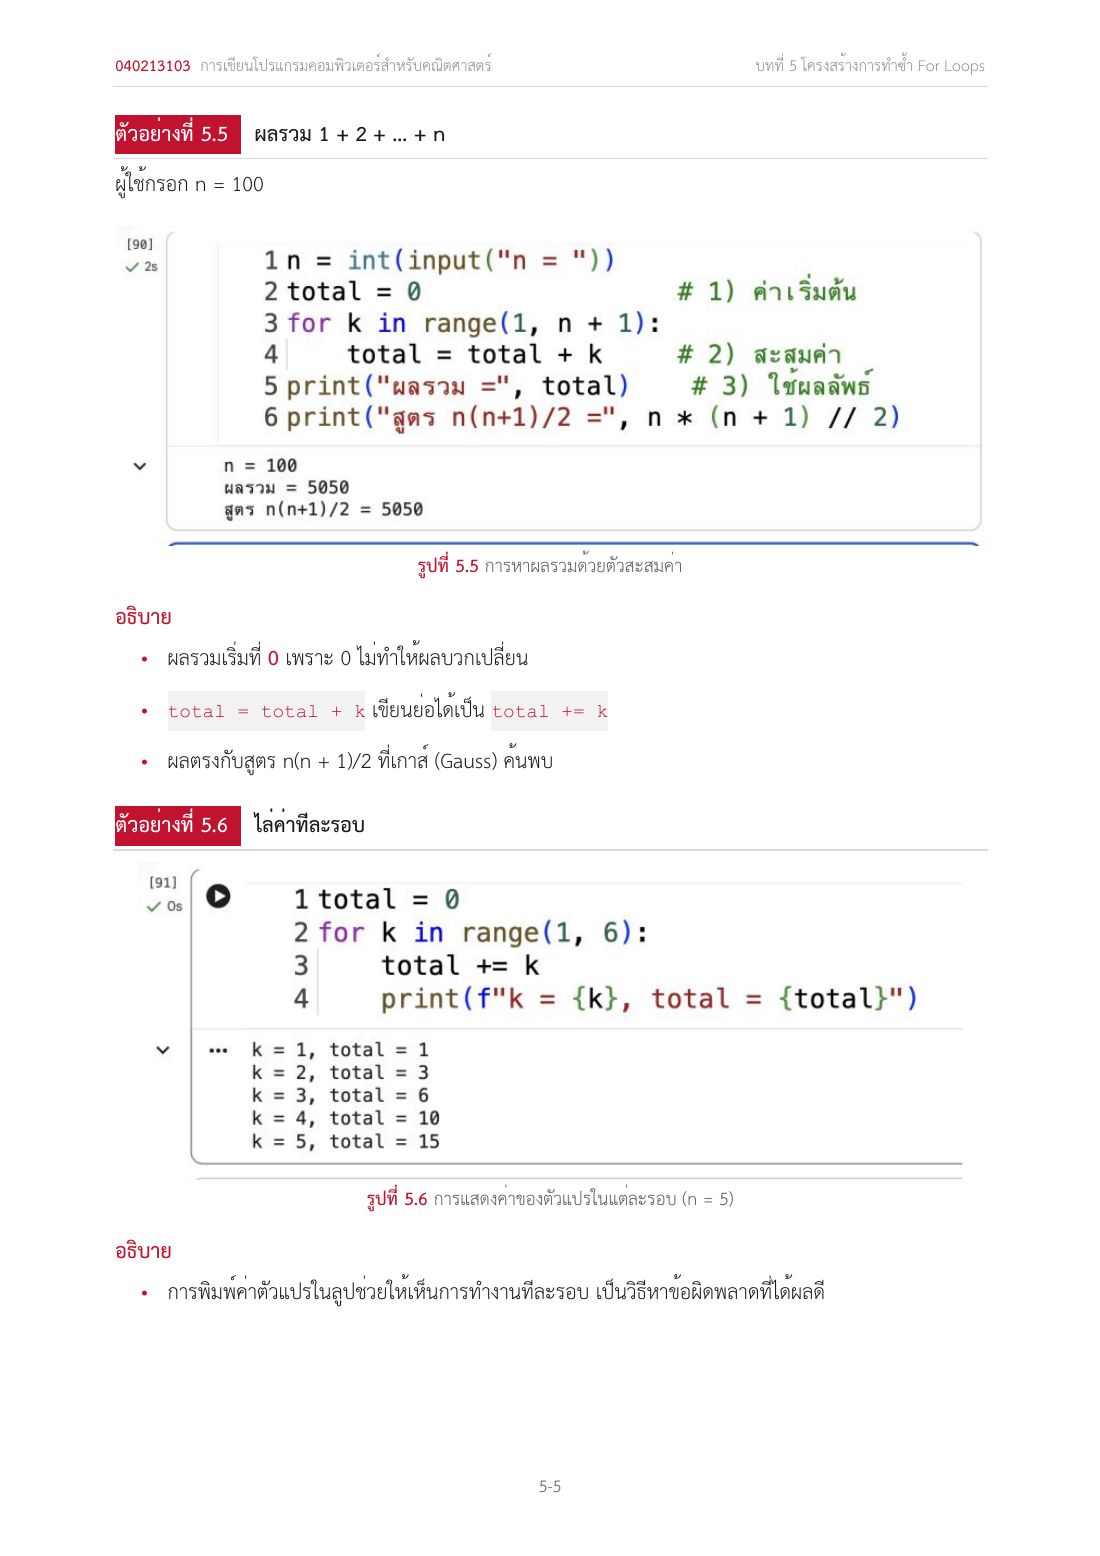 040213103 การเขียนโปรแกรมคอมพิวเตอร์สำหรับคณิตศาสตร์ บทที่ 5 โครงสร้างการทำซ้ำ For Loops
ตัวอย่างที่ 5.5 ผลรวม 1 + 2 + ... + n
ผู้ใช้กรอก n = 100
[90]
2s
1 n = int(input("n = "))
2 total = 0 # 1) ค่าเริ่มต้น
3 for k in range(1, n + 1):
4 total = total + k # 2) สะสมค่า
5 print("ผลรวม =", total) # 3) ใช้ผลลัพธ์
6 print("สูตร n(n+1)/2 =", n * (n + 1) // 2)
n = 100
ผลรวม = 5050
สูตร n(n+1)/2 = 5050
รูปที่ 5.5 การหาผลรวมด้วยตัวสะสมค่า
อธิบาย
• ผลรวมเริ่มที่ 0 เพราะ 0 ไม่ทำให้ผลบวกเปลี่ยน
• total = total + k เขียนย่อได้เป็น total += k
• ผลตรงกับสูตร n(n + 1)/2 ที่เกาส์ (Gauss) ค้นพบ
ตัวอย่างที่ 5.6 ไล่ค่าทีละรอบ
[91]
0s
1 total = 0
2 for k in range(1, 6):
3 total += k
4 print(f"k = {k}, total = {total}")
k = 1, total = 1
k = 2, total = 3
k = 3, total = 6
k = 4, total = 10
k = 5, total = 15
รูปที่ 5.6 การแสดงค่าของตัวแปรในแต่ละรอบ (n = 5)
อธิบาย
• การพิมพ์ค่าตัวแปรในลูปช่วยให้เห็นการทำงานทีละรอบ เป็นวิธีหาข้อผิดพลาดที่ได้ผลดี
5-5